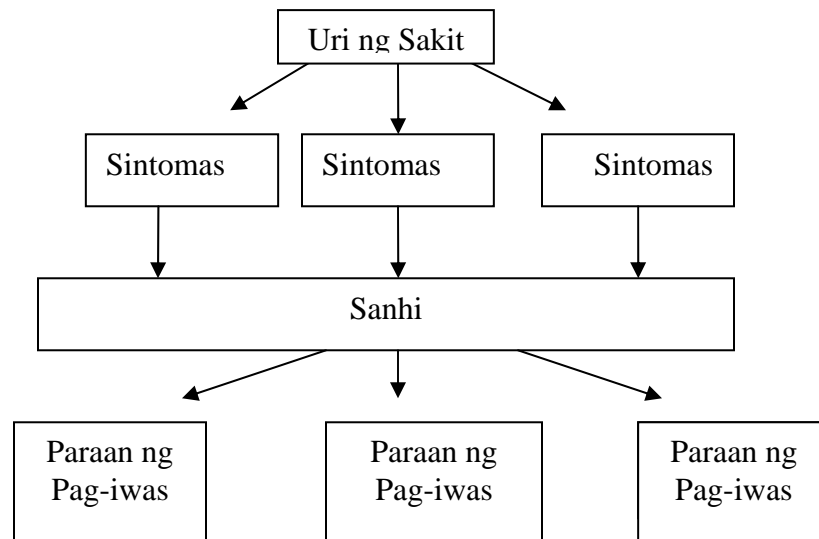 Uri ng Sakit
Sintomas
Sintomas
Sintomas
Sanhi
Paraan ng
Pag-iwas
Paraan ng
Pag-iwas
Paraan ng
Pag-iwas